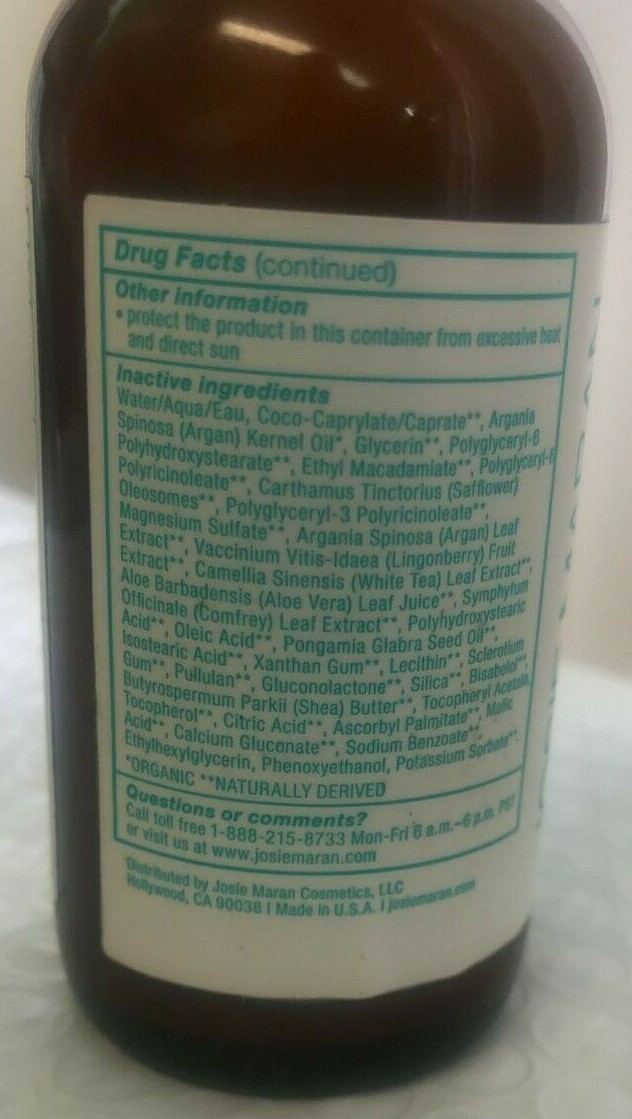 Drug Facts (continued)
Other information
• protect the product in this container from excessive heat
and direct sun
Inactive ingredients
Water/Aqua/Eau, Coco-Caprylate/Caprate**, Argania
Spinosa (Argan) Kernel Oil*, Glycerin**, Polyglyceryl-6
Polyhydroxystearate**, Ethyl Macadamiate**, Polyglyceryl-6
Polyricinoleate**, Carthamus Tinctorius (Safflower)
Oleosomes**, Polyglyceryl-3 Polyricinoleate**,
Magnesium Sulfate**, Argania Spinosa (Argan) Leaf
Extract**, Vaccinium Vitis-Idaea (Lingonberry) Fruit
Extract**, Camellia Sinensis (White Tea) Leaf Extract**,
Aloe Barbadensis (Aloe Vera) Leaf Juice**, Symphytum
Officinale (Comfrey) Leaf Extract**, Polyhydroxystearic
Acid**, Oleic Acid**, Pongamia Glabra Seed Oil**,
Isostearic Acid**, Xanthan Gum**, Lecithin**, Sclerotium
Gum**, Pullulan**, Gluconolactone**, Silica**, Bisabolol**,
Butyrospermum Parkii (Shea) Butter**, Tocopheryl Acetate,
Tocopherol**, Citric Acid**, Ascorbyl Palmitate**, Malic
Acid**, Calcium Gluconate**, Sodium Benzoate**,
Ethylhexylglycerin, Phenoxyethanol, Potassium Sorbate**.
*ORGANIC **NATURALLY DERIVED
Questions or comments?
Call toll free 1-888-215-8733 Mon-Fri 6 a.m.-6 p.m. PST
or visit us at www.josiemaran.com
Distributed by Josie Maran Cosmetics, LLC
Hollywood, CA 90038 I Made in U.S.A. I josiemaran.com